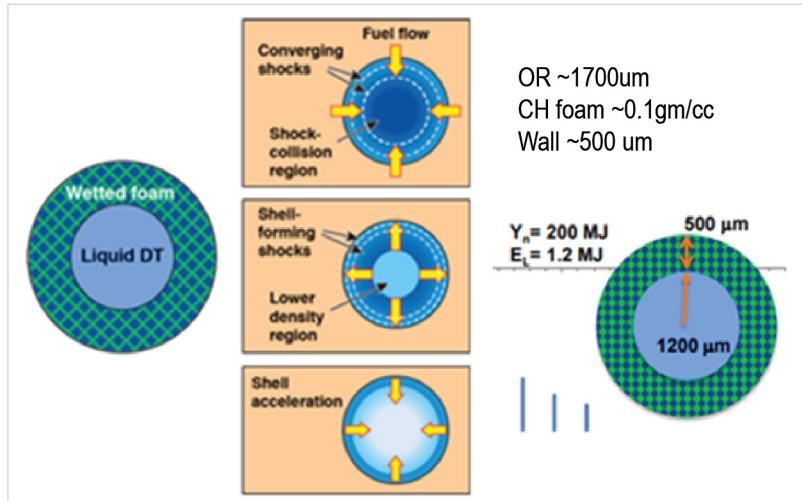 Wetted foam
Liquid DT
Fuel flow
Converging
shocks
Shock-
collision
region
Shell-
forming
shocks
Lower
density
region
Shell
acceleration
OR ~1700um
CH foam ~0.1gm/cc
Wall ~500 um
Yn= 200 MJ
EL= 1.2 MJ
500 µm
1200 µm